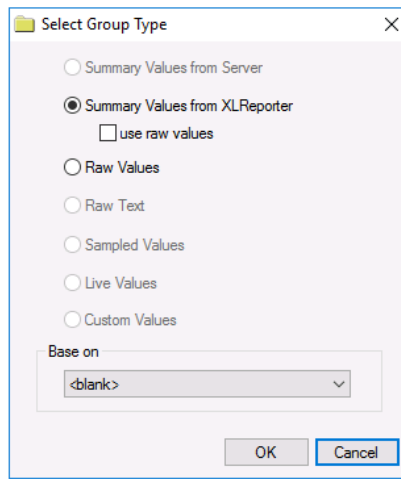 Select Group Type
Summary Values from Server
Summary Values from XLReporter
use raw values
Raw Values
Raw Text
Sampled Values
Live Values
Custom Values
Base on
<blank>
OK Cancel